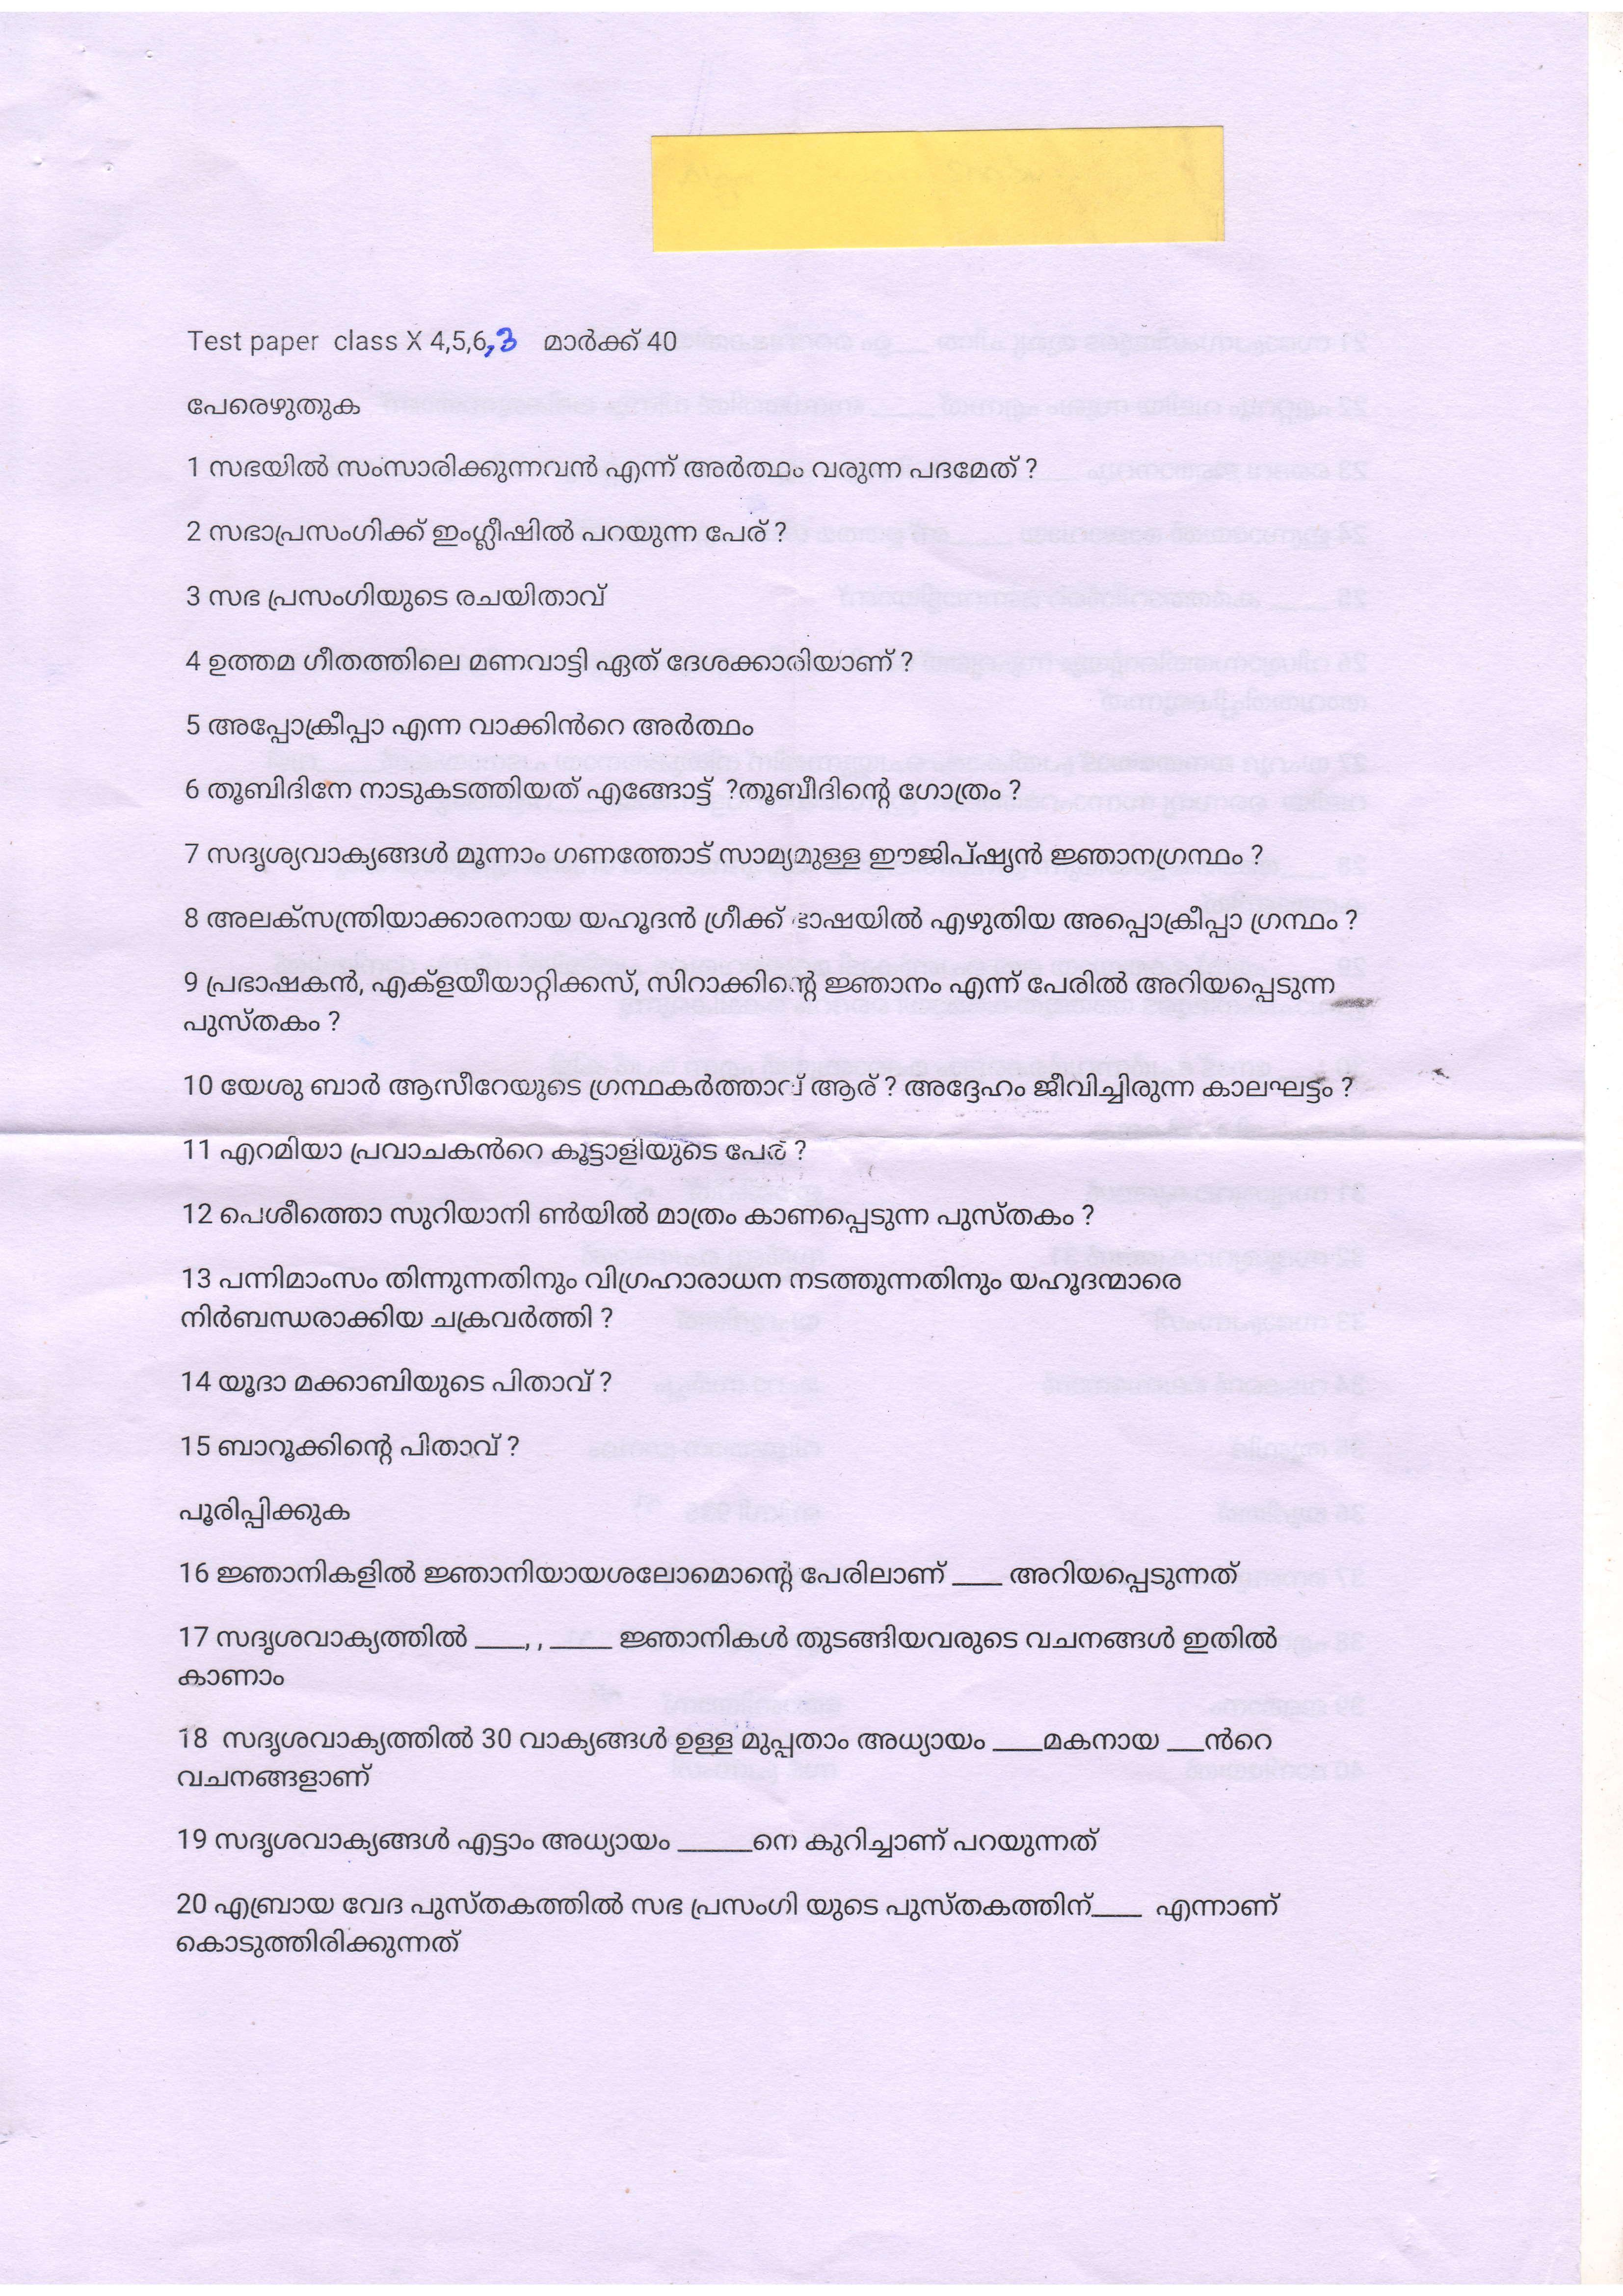 Test paper class X 4,5,6,3 മാർക്ക് 40
പേരെഴുതുക
1 സഭയിൽ സംസാരിക്കുന്നവൻ എന്ന് അർത്ഥം വരുന്ന പദമേത് ?
2 സഭാപ്രസംഗിക്ക് ഇംഗ്ലീഷിൽ പറയുന്ന പേര് ?
3 സഭ പ്രസംഗിയുടെ രചയിതാവ്
4 ഉത്തമ ഗീതത്തിലെ മണവാട്ടി ഏത് ദേശക്കാരിയാണ് ?
5 അപ്പോക്രീപ്പാ എന്ന വാക്കിൻറെ അർത്ഥം
6 തൂബിദിനേ നാടുകടത്തിയത് എങ്ങോട്ട് ?തൂബീദിന്റെ ഗോത്രം ?
7 സദൃശ്യവാക്യങ്ങൾ മൂന്നാം ഗണത്തോട് സാമ്യമുള്ള ഈജിപ്ഷ്യൻ ജ്ഞാനഗ്രന്ഥം ?
8 അലക്സന്ത്രിയാക്കാരനായ യഹൂദൻ ഗ്രീക്ക് ഭാഷയിൽ എഴുതിയ അപ്പൊക്രീപ്പാ ഗ്രന്ഥം ?
9 പ്രഭാഷകൻ, എക്ളയീയാറ്റിക്കസ്, സിറാക്കിന്റെ ജ്ഞാനം എന്ന് പേരിൽ അറിയപ്പെടുന്ന
പുസ്തകം ?
10 യേശു ബാർ ആസീറേയുടെ ഗ്രന്ഥകർത്താവ് ആര് ? അദ്ദേഹം ജീവിച്ചിരുന്ന കാലഘട്ടം ?
11 എറമിയാ പ്രവാചകൻറെ കൂട്ടാളിയുടെ പേര് ?
12 പെശീത്തൊ സുറിയാനി ൺയിൽ മാത്രം കാണപ്പെടുന്ന പുസ്തകം ?
13 പന്നിമാംസം തിന്നുന്നതിനും വിഗ്രഹാരാധന നടത്തുന്നതിനും യഹൂദന്മാരെ
നിർബന്ധരാക്കിയ ചക്രവർത്തി ?
14 യൂദാ മക്കാബിയുടെ പിതാവ് ?
15 ബാറൂക്കിന്റെ പിതാവ് ?
പൂരിപ്പിക്കുക
16 ജ്ഞാനികളിൽ ജ്ഞാനിയായശലോമൊന്റെ പേരിലാണ് ____ അറിയപ്പെടുന്നത്
17 സദൃശവാക്യത്തിൽ ____, , _____ ജ്ഞാനികൾ തുടങ്ങിയവരുടെ വചനങ്ങൾ ഇതിൽ
കാണാം
18 സദൃശവാക്യത്തിൽ 30 വാക്യങ്ങൾ ഉള്ള മുപ്പതാം അധ്യായം ____മകനായ ___ൻറെ
വചനങ്ങളാണ്
19 സദൃശവാക്യങ്ങൾ എട്ടാം അധ്യായം ______നെ കുറിച്ചാണ് പറയുന്നത്
20 എബ്രായ വേദ പുസ്തകത്തിൽ സഭ പ്രസംഗി യുടെ പുസ്തകത്തിന്____ എന്നാണ്
കൊടുത്തിരിക്കുന്നത്